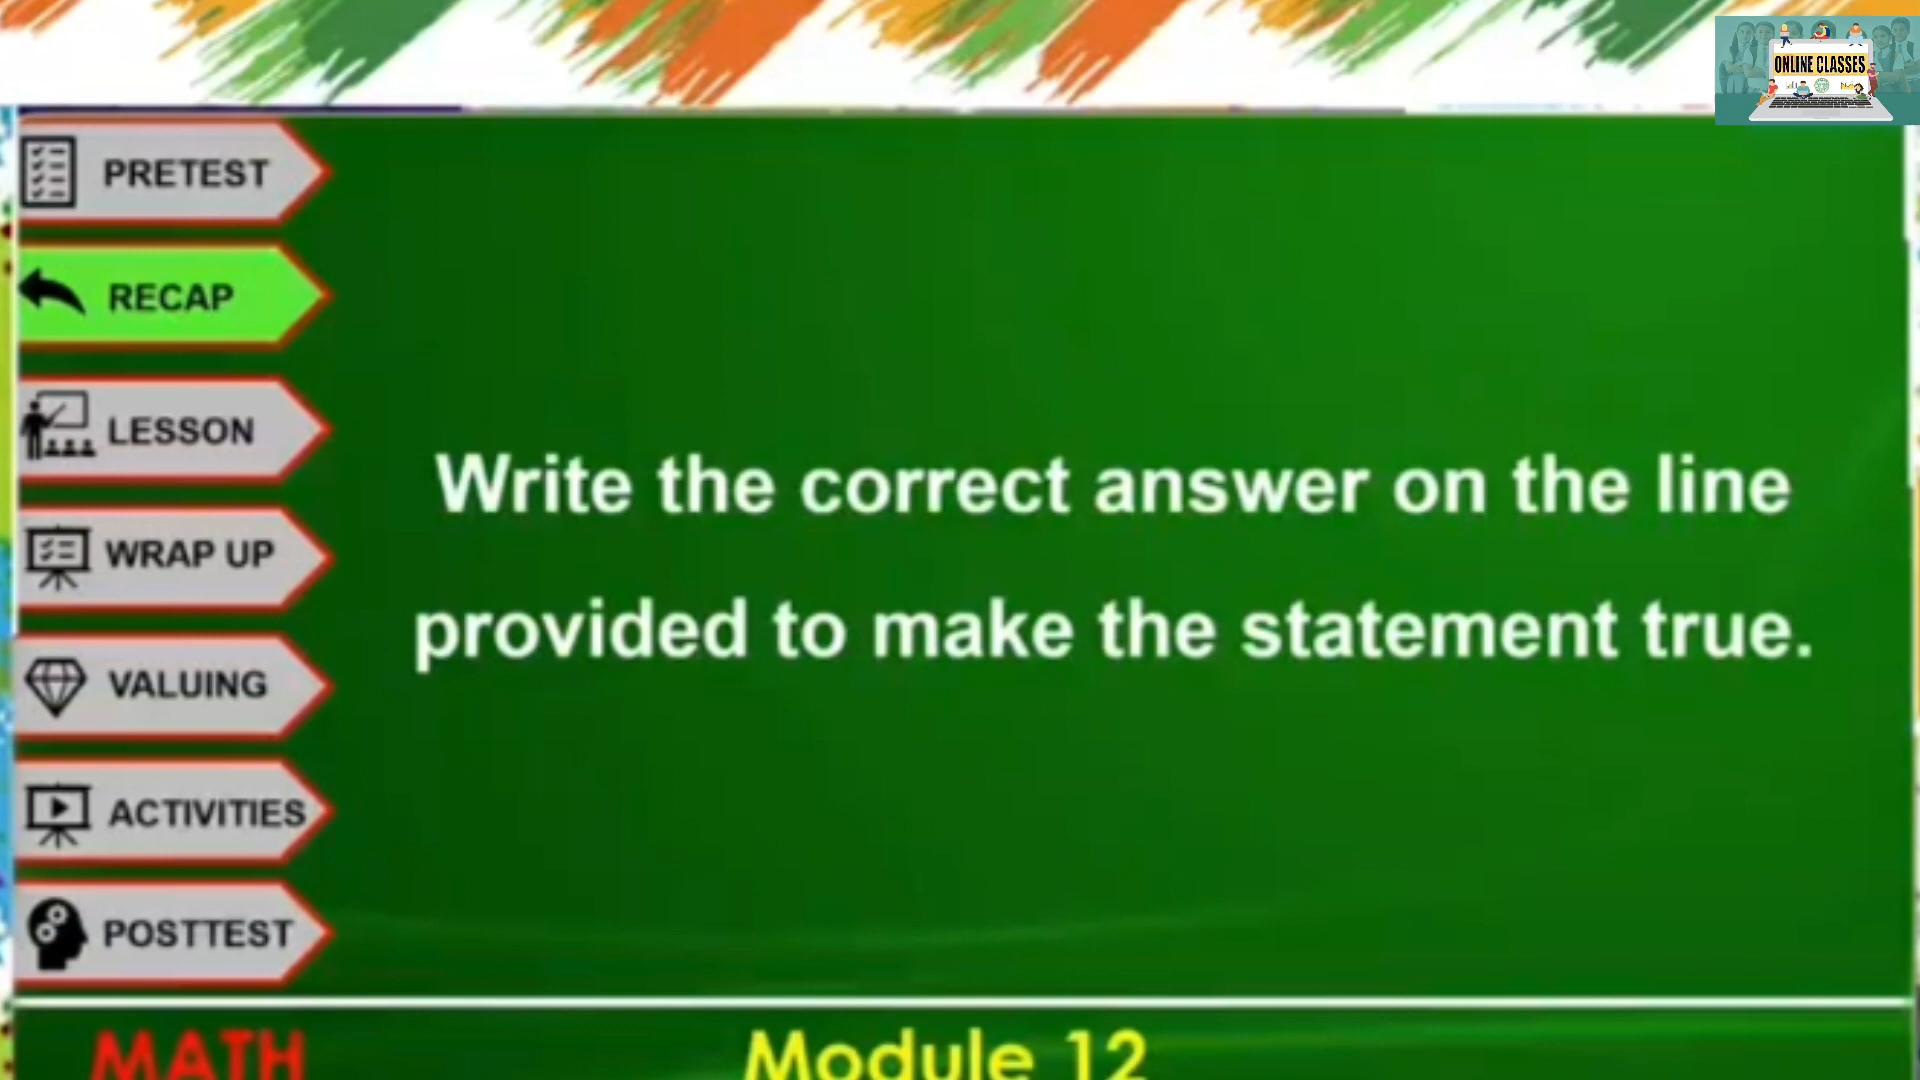 ONLINE CLASSES
PRETEST
RECAP
LESSON
WRAP UP
VALUING
ACTIVITIES
POSTTEST
Write the correct answer on the line
provided to make the statement true.
MATH
Module 12